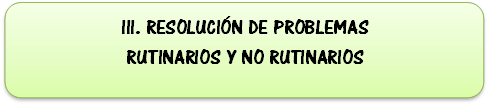 III. RESOLUCIÓN DE PROBLEMAS
RUTINARIOS Y NO RUTINARIOS